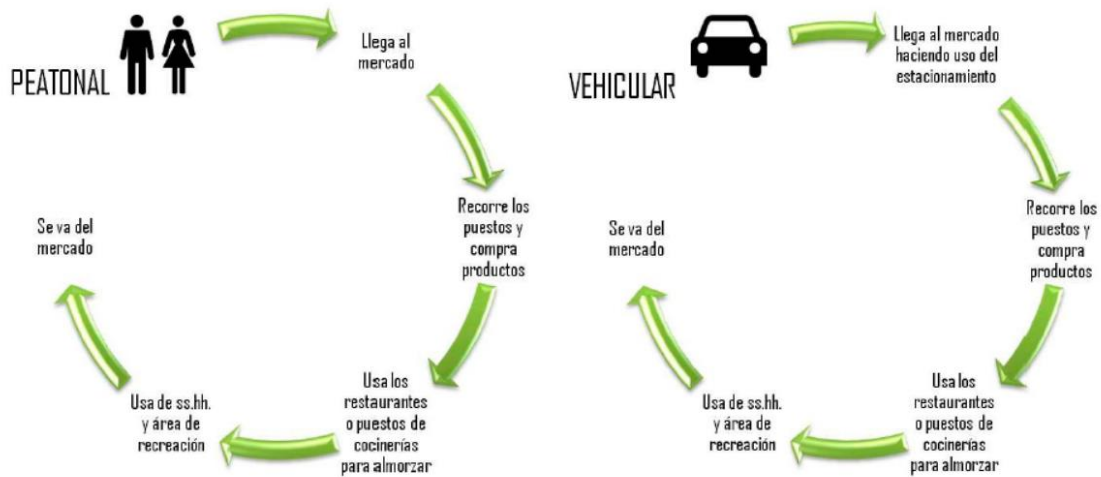 PEATONAL
Llega al
mercado
Recorre los
puestos y
compra
productos
Usa los
restaurantes
o puestos de
cocinerías
para almorzar
Usa de ss.hh.
y área de
recreación
Se va del
mercado
VEHICULAR
Llega al mercado
haciendo uso del
estacionamiento
Recorre los
puestos y
compra
productos
Usa los
restaurantes
o puestos de
cocinerías
para almorzar
Usa de ss.hh.
y área de
recreación
Se va del
mercado